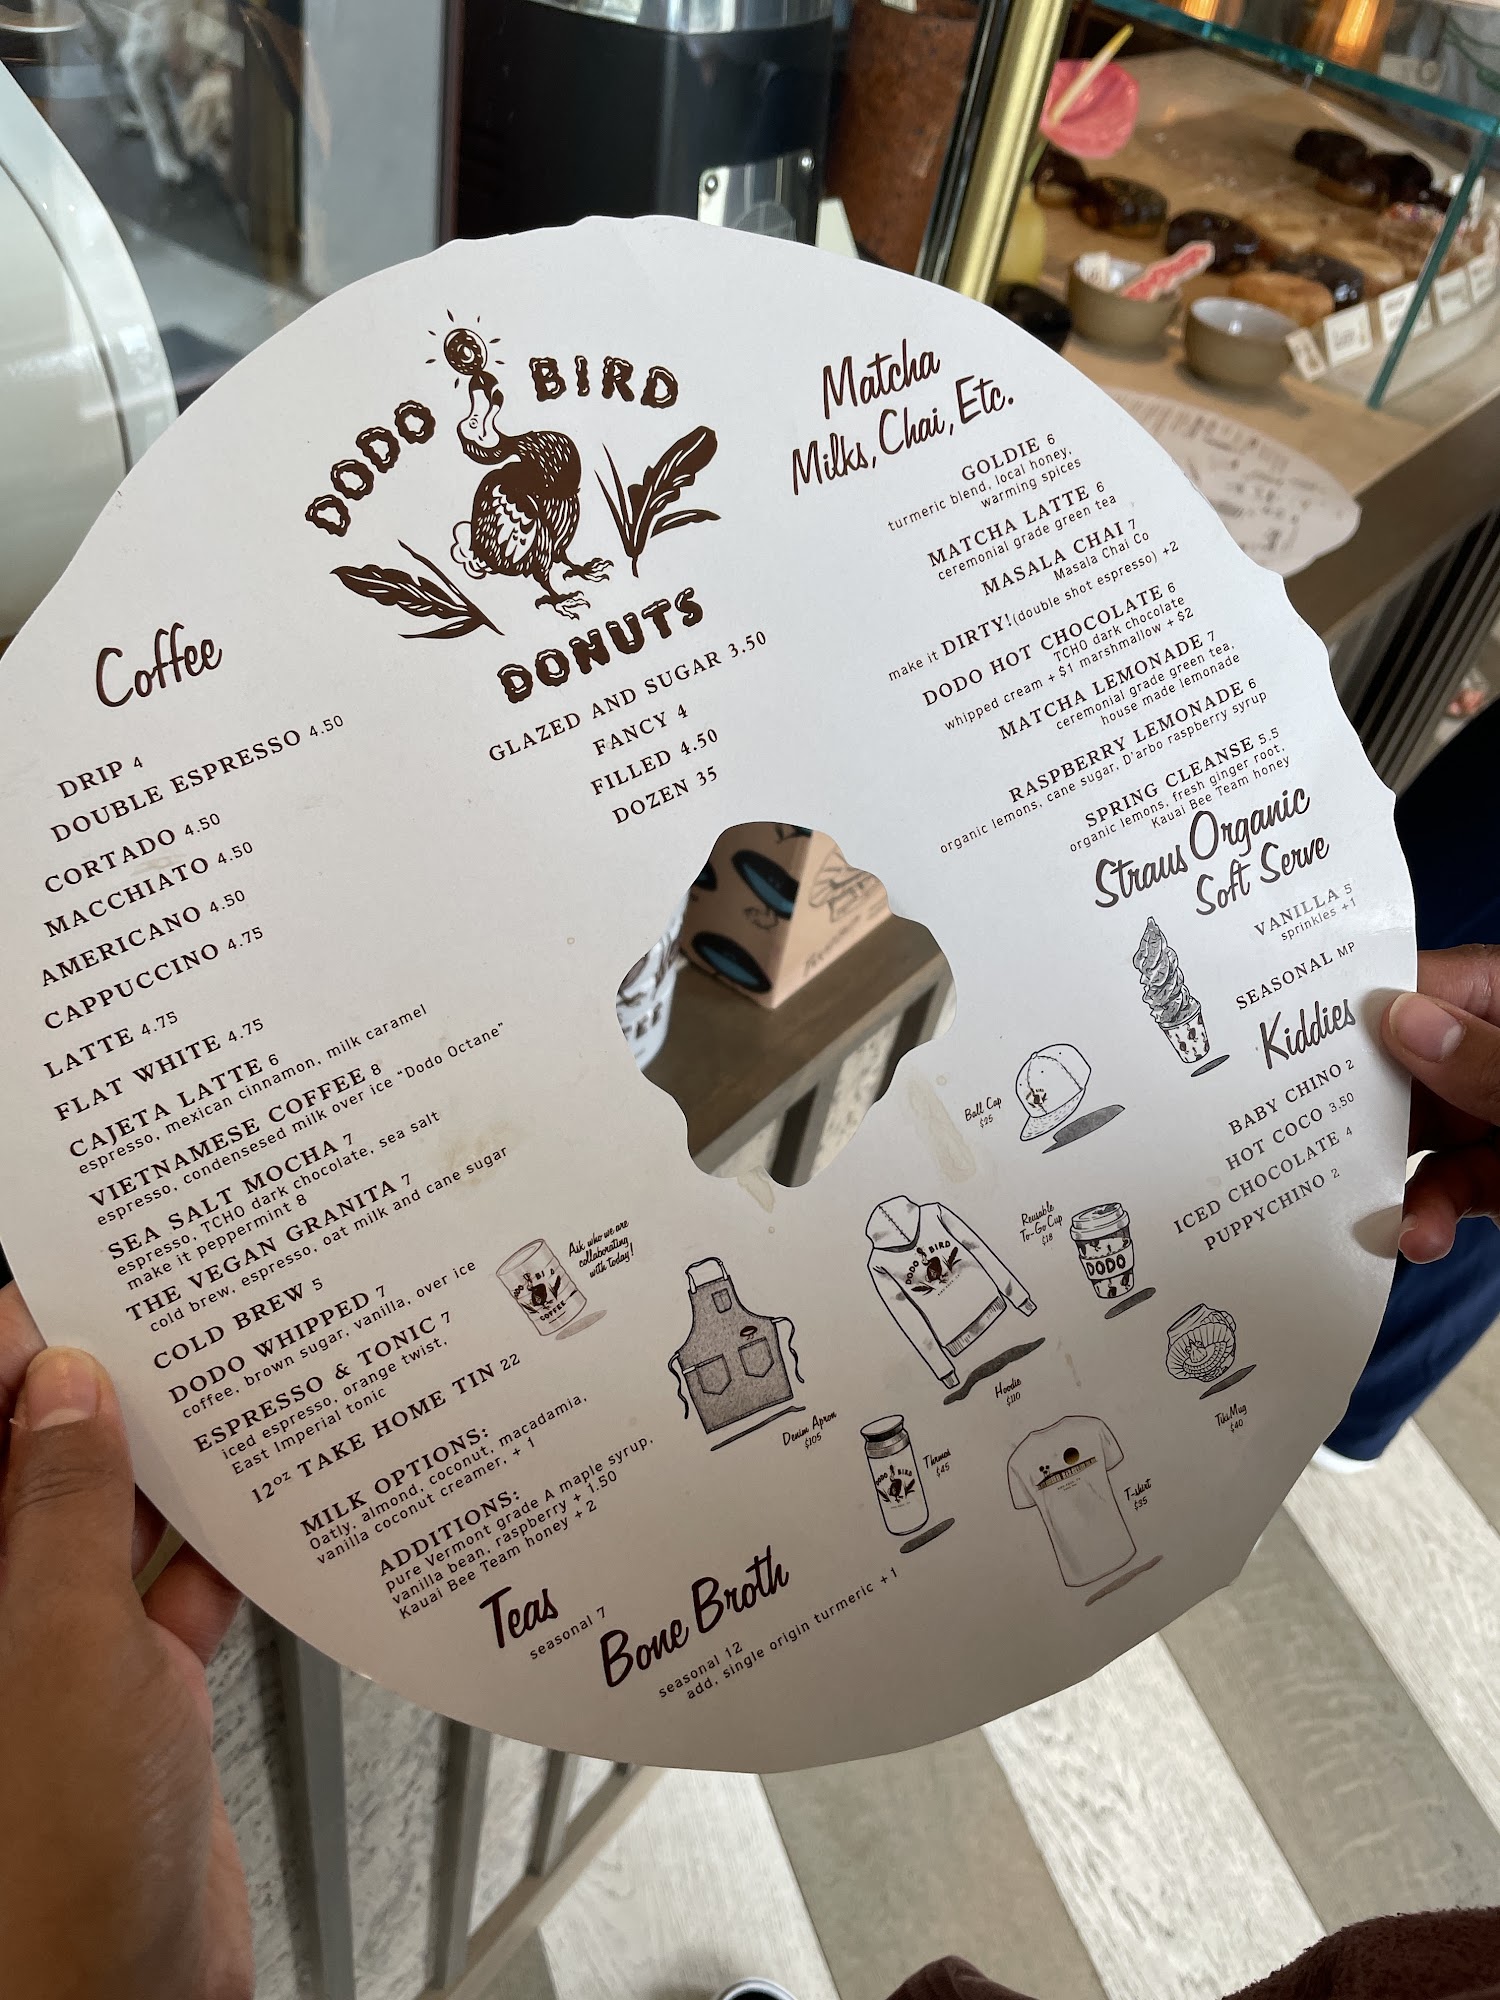 DODO BIRD
DONUTS
GLAZED AND SUGAR 3.50
FANCY 4
FILLED 4.50
DOZEN 35
Coffee
DRIP 4
DOUBLE ESPRESSO 4.50
CORTADO 4.50
MACCHIATO 4.50
AMERICANO 4.50
CAPPUCCINO 4.75
LATTE 4.75
FLAT WHITE 4.75
CAJETA LATTE 6
espresso, mexican cinnamon, milk caramel
VIETNAMESE COFFEE 8
espresso, condensesed milk over ice "Dodo Octane"
SEA SALT MOCHA 7
espresso, TCHO dark chocolate, sea salt
make it peppermint 8
THE VEGAN GRANITA 7
cold brew, espresso, oat milk and cane sugar
COLD BREW 5
DODO WHIPPED 7
coffee, brown sugar, vanilla, over ice
ESPRESSO & TONIC 7
iced espresso, orange twist,
East Imperial tonic
12oz TAKE HOME TIN 22
MILK OPTIONS:
Oatly, almond, coconut, macadamia,
vanilla coconut creamer, + 1
ADDITIONS:
pure Vermont grade A maple syrup,
vanilla bean, raspberry + 1.50
Kauai Bee Team honey + 2
Teas
seasonal 7
Bone Broth
seasonal 12
add, single origin turmeric + 1
Matcha
Milks, Chai, Etc.
GOLDIE 6
turmeric blend, local honey,
warming spices
MATCHA LATTE 6
ceremonial grade green tea
MASALA CHAI 7
Masala Chai Co
make it DIRTY! (double shot espresso) +2
DODO HOT CHOCOLATE 6
TCHO dark chocolate
whipped cream + $1 marshmallow + $2
MATCHA LEMONADE 7
ceremonial grade green tea,
house made lemonade
RASPBERRY LEMONADE 6
organic lemons, cane sugar, D'arbo raspberry syrup
SPRING CLEANSE 5.5
organic lemons, fresh ginger root,
Kauai Bee Team honey
Straus Organic
Soft Serve
VANILLA 5
sprinkles +1
SEASONAL MP
Kiddies
BABY CHINO 2
HOT COCO 3.50
ICED CHOCOLATE 4
PUPPYCHINO 2
Ball Cap
$25
Reusable
To-Go Cup
$18
DODO
DODO BIRD
Hoodie
$110
Tiki Mug
$40
Ask who we are
collaborating
with today!
COFFEE
Denim Apron
$105
Thermos
$45
DODO BIRD
T-shirt
$35